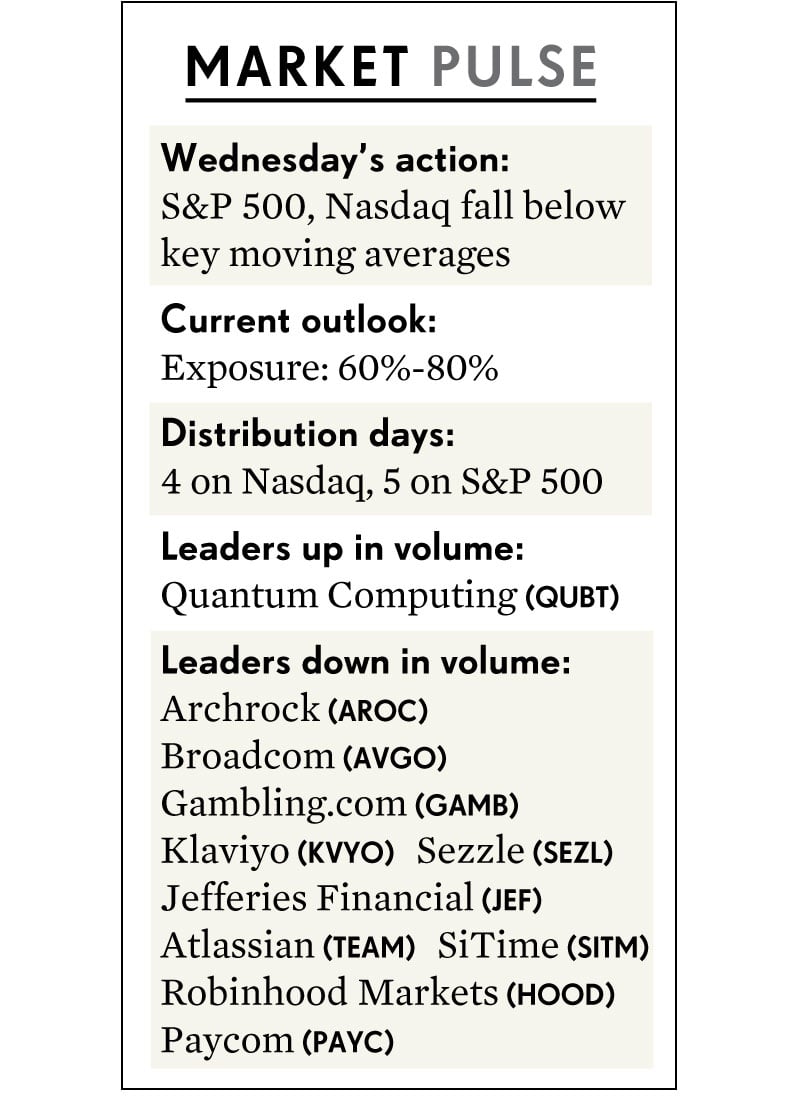 MARKET PULSE
Wednesday’s action:
S&P 500, Nasdaq fall below
key moving averages
Current outlook:
Exposure: 60%-80%
Distribution days:
4 on Nasdaq, 5 on S&P 500
Leaders up in volume:
Quantum Computing (QUBT)
Leaders down in volume:
Archrock (AROC)
Broadcom (AVGO)
Gambling.com (GAMB)
Klaviyo (KVYO) Sezzle (SEZL)
Jefferies Financial (JEF)
Atlassian (TEAM) SiTime (SITM)
Robinhood Markets (HOOD)
Paycom (PAYC)